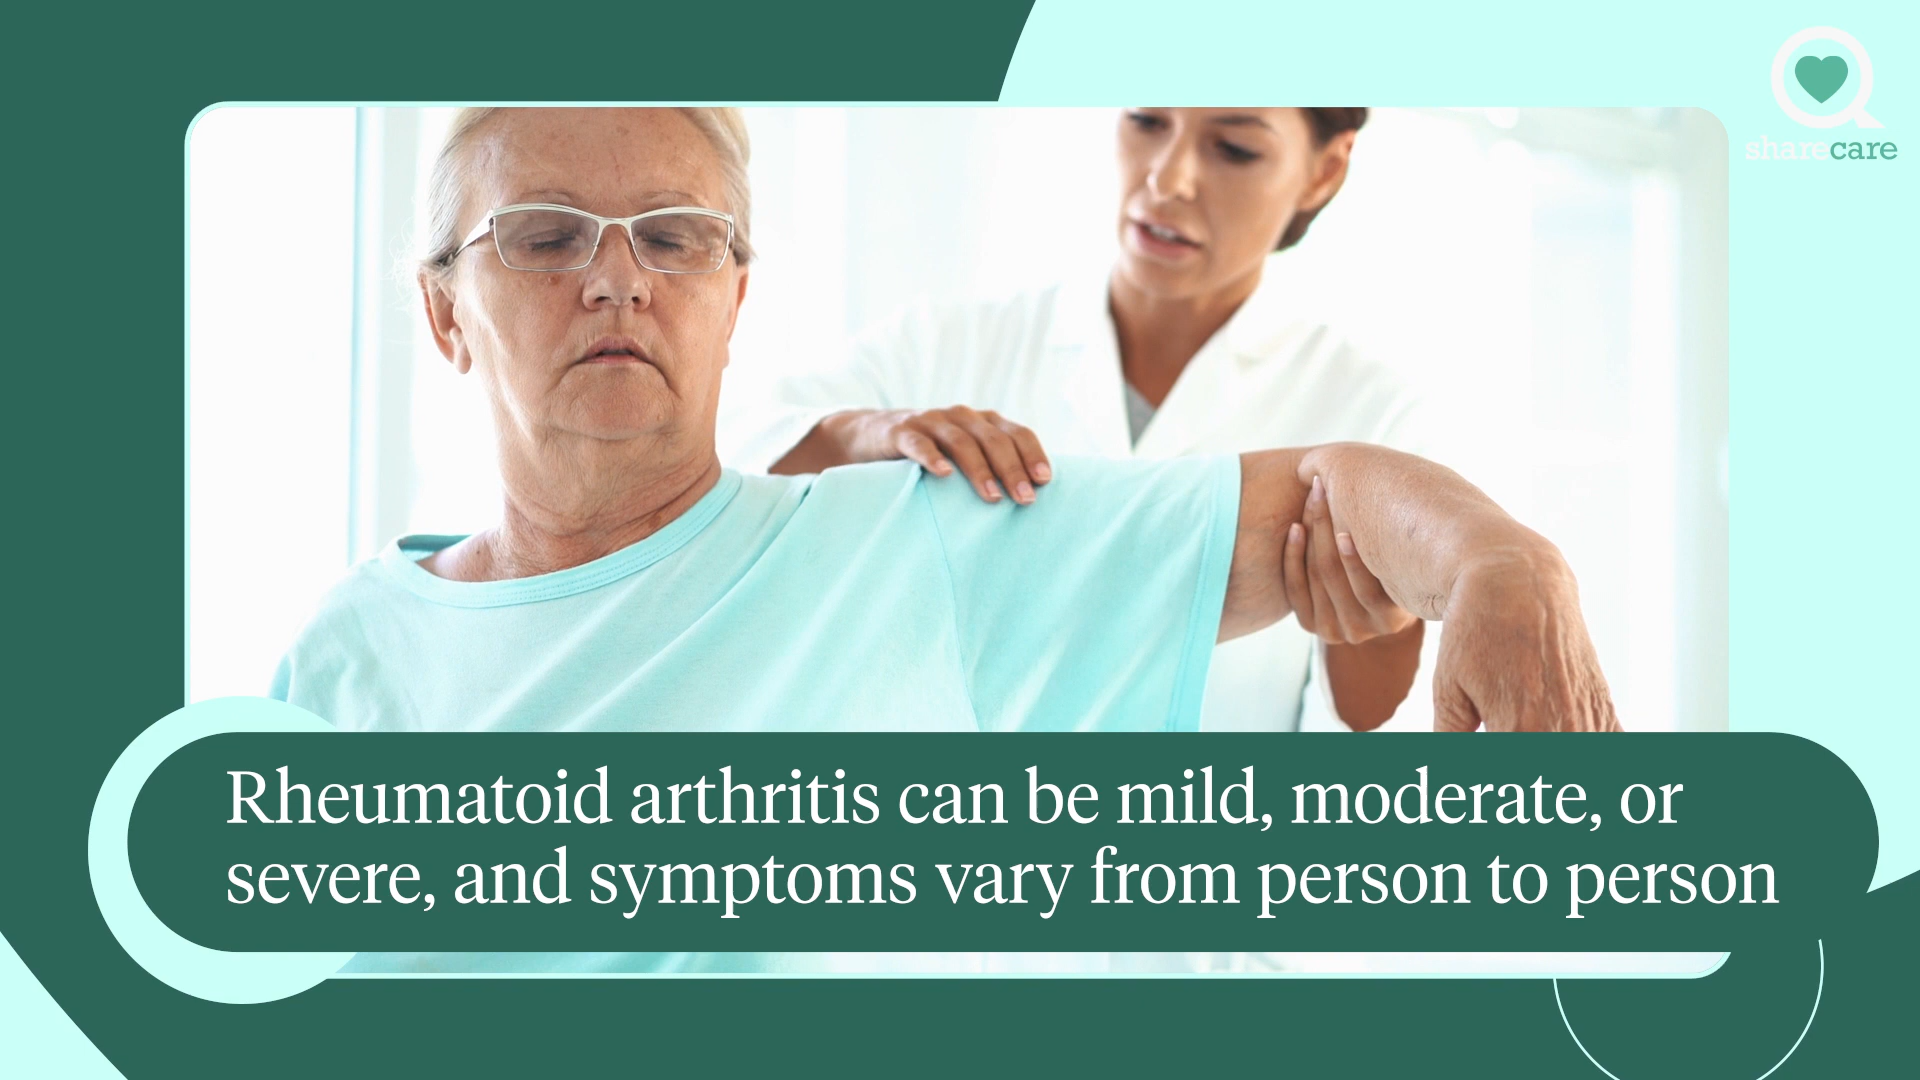 sharecare
Rheumatoid arthritis can be mild, moderate, or
severe, and symptoms vary from person to person